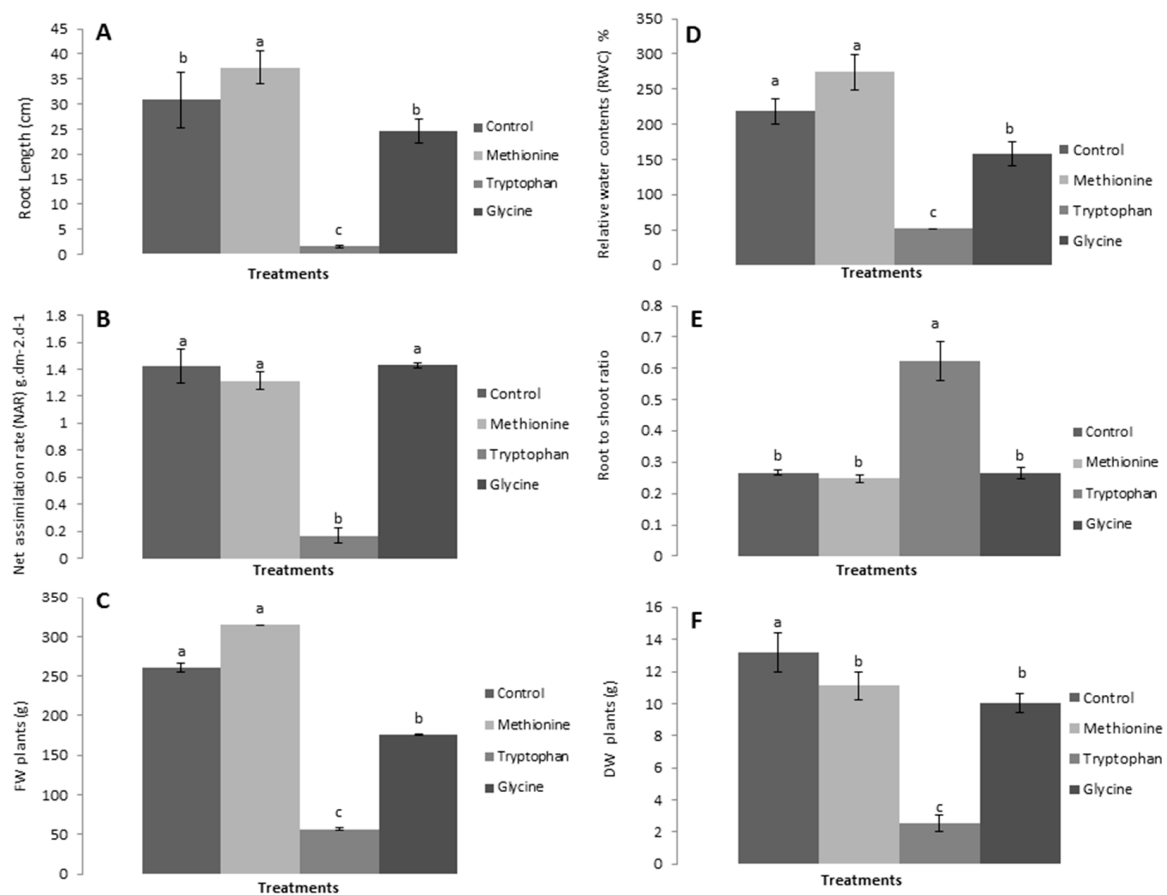 A
Root Length (cm)
45
40
35
30
25
20
15
10
5
0
b
a
c
b
Control
Methionine
Tryptophan
Glycine
Treatments
D
Relative water contents (RWC) %
350
300
250
200
150
100
50
0
a
a
c
b
Control
Methionine
Tryptophan
Glycine
Treatments
B
Net assimilation rate (NAR) g.dm-2.d-1
1.8
1.6
1.4
1.2
1
0.8
0.6
0.4
0.2
0
a
a
b
a
Control
Methionine
Tryptophan
Glycine
Treatments
E
Root to shoot ratio
0.8
0.7
0.6
0.5
0.4
0.3
0.2
0.1
0
b
b
a
b
Control
Methionine
Tryptophan
Glycine
Treatments
C
FW plants (g)
350
300
250
200
150
100
50
0
a
a
c
b
Control
Methionine
Tryptophan
Glycine
Treatments
F
DW plants (g)
16
14
12
10
8
6
4
2
0
a
b
c
b
Control
Methionine
Tryptophan
Glycine
Treatments